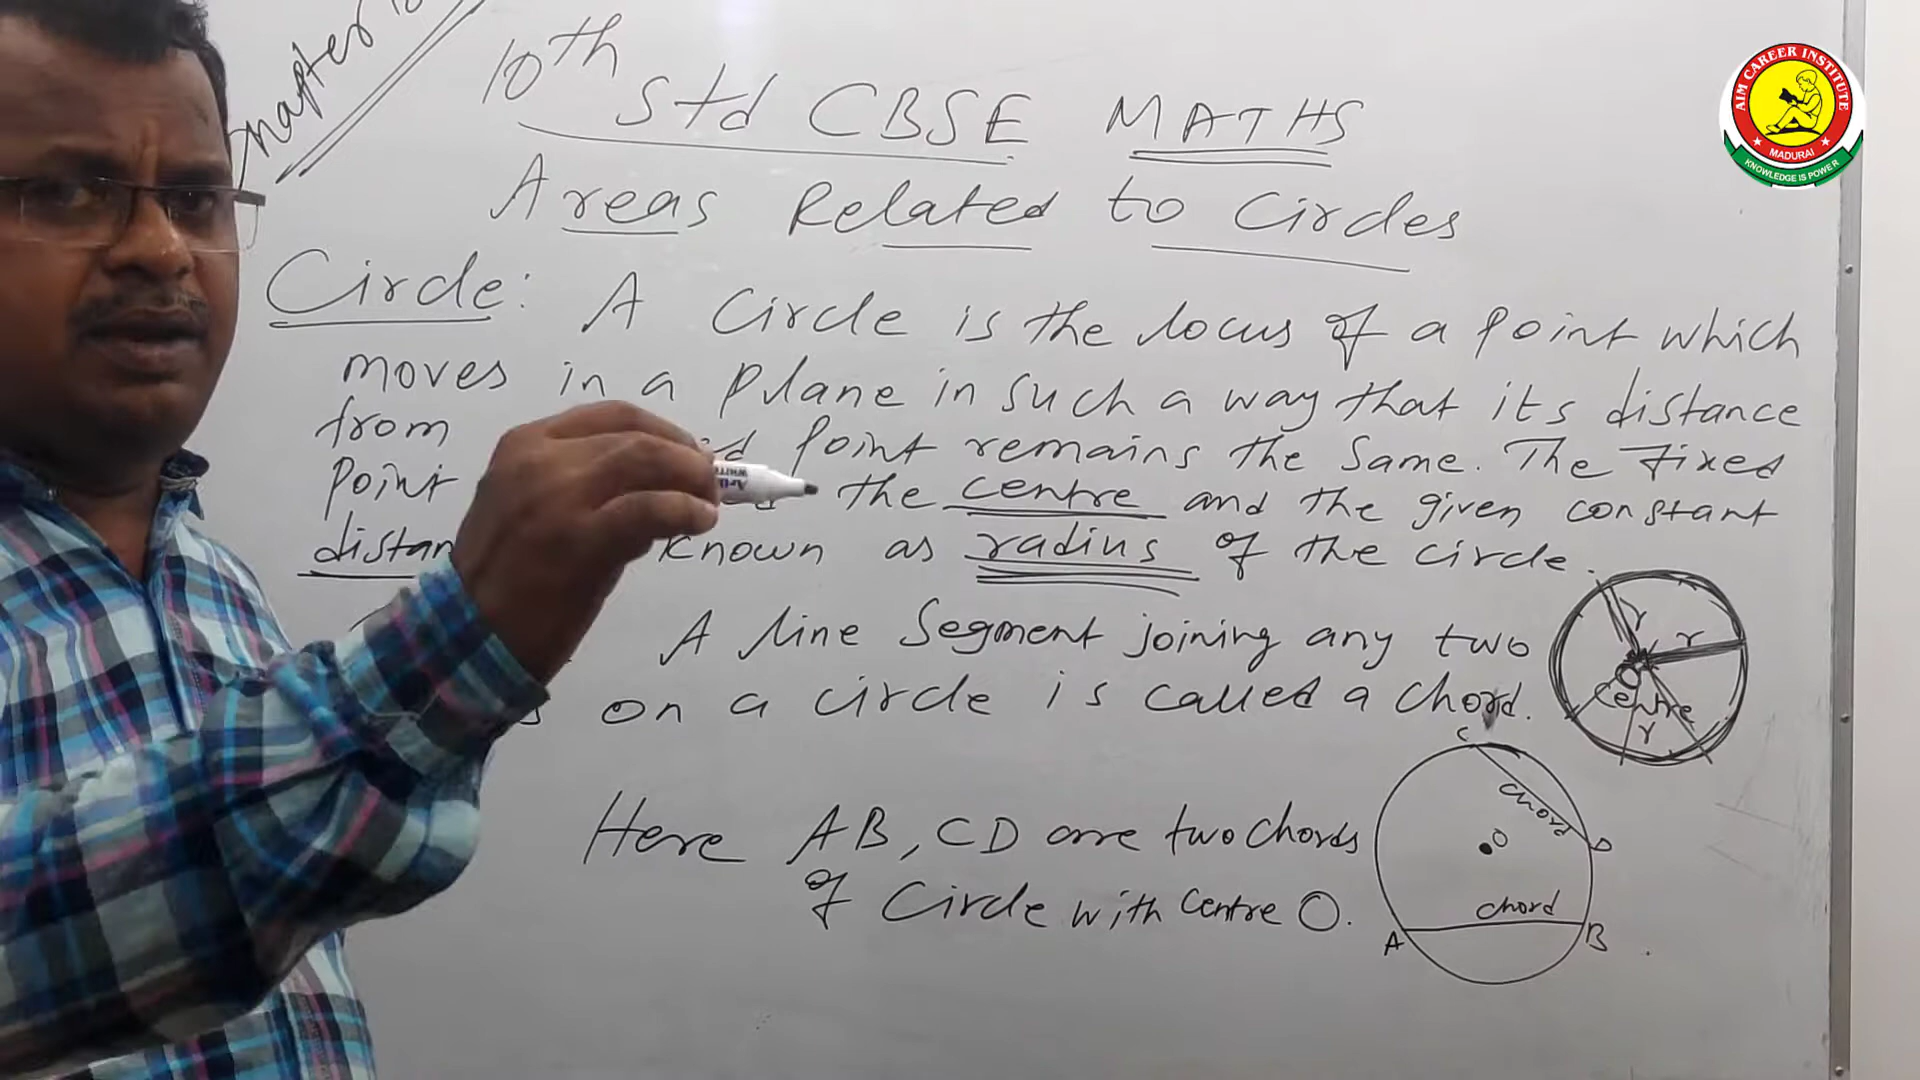 Chapter
10th Std CBSE MATHS
Areas Related to Circles
Circle: A Circle is the locus of a point which
moves in a plane in such a way that its distance
from point remains the same. The Fixed
Point the centre and the given constant
distan known as radius of the circle.
A line Segment joining any two
on a circle is called a chord.
Here AB, CD are two chords
of Circle with centre O.
r
r
centre
r
C
chord
D
O
chord
A
B
AIM CAREER INSTITUTE
MADURAI
KNOWLEDGE IS POWER